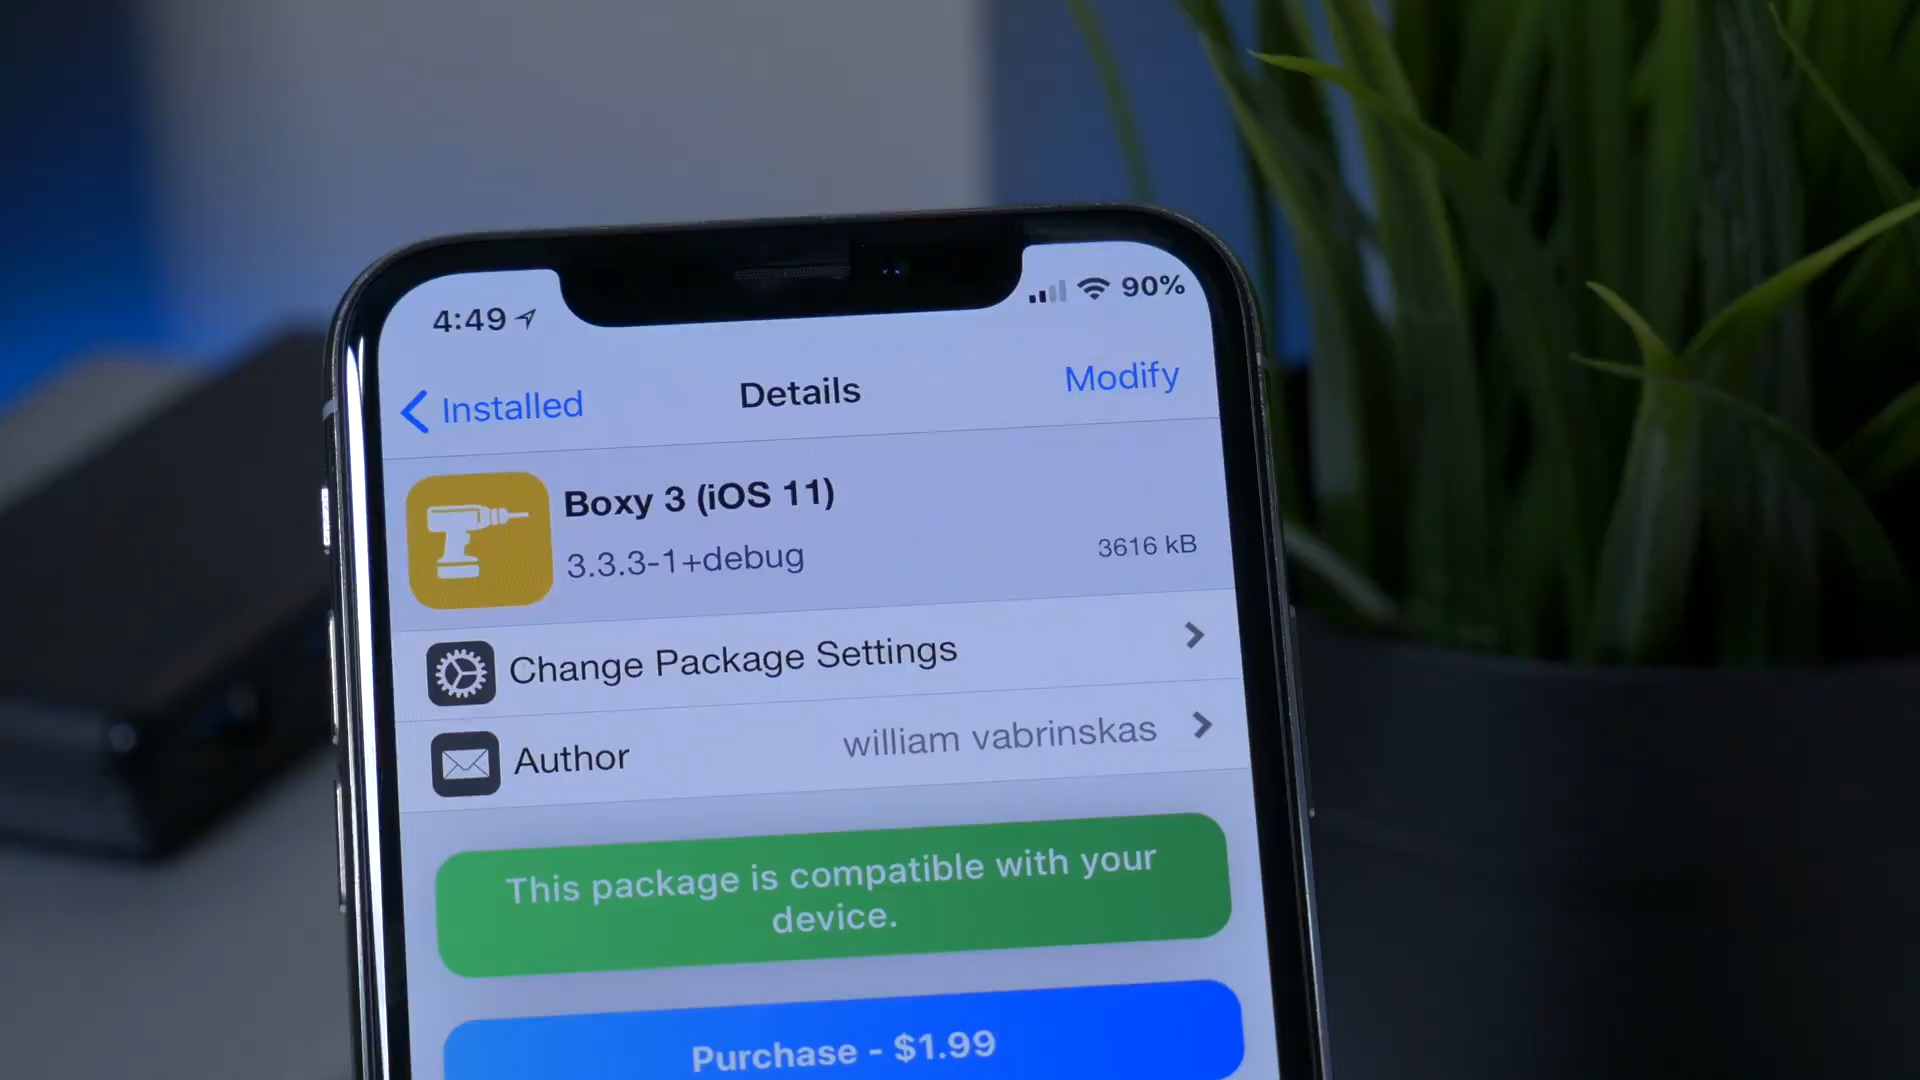 4:49
90%
Installed
Details
Modify
Boxy 3 (iOS 11)
3.3.3-1+debug
3616 kB
Change Package Settings
Author
william vabrinskas
This package is compatible with your
device.
Purchase - $1.99